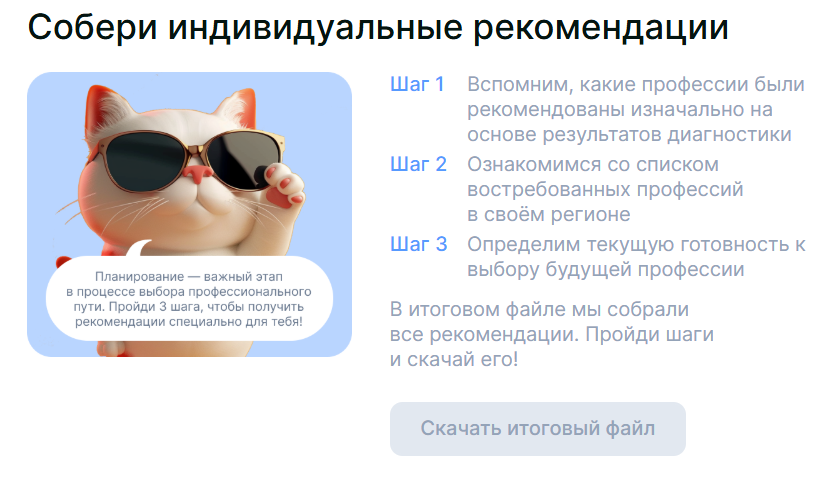 Собери индивидуальные рекомендации
Планирование — важный этап
в процессе выбора профессионального
пути. Пройди 3 шага, чтобы получить
рекомендации специально для тебя!
Шаг 1 Вспомним, какие профессии были
рекомендованы изначально на
основе результатов диагностики
Шаг 2 Ознакомимся со списком
востребованных профессий
в своём регионе
Шаг 3 Определим текущую готовность к
выбору будущей профессии
В итоговом файле мы собрали
все рекомендации. Пройди шаги
и скачай его!
Скачать итоговый файл